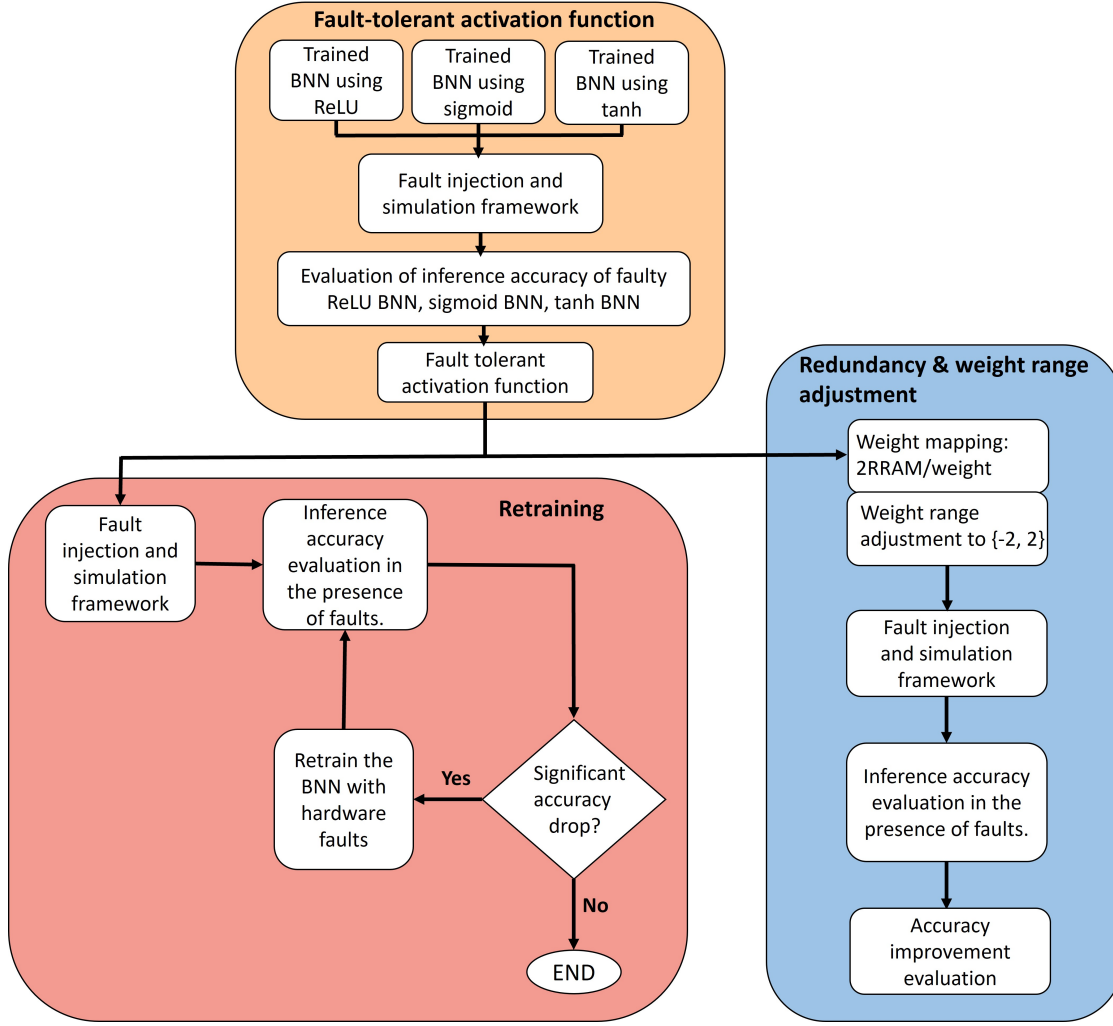 Fault-tolerant activation function
Trained
BNN using
ReLU
Trained
BNN using
sigmoid
Trained
BNN using
tanh
Fault injection and
simulation framework
Evaluation of inference accuracy of faulty
ReLU BNN, sigmoid BNN, tanh BNN
Fault tolerant
activation function
Retraining
Fault
injection and
simulation
framework
Inference
accuracy
evaluation in
the presence
of faults.
Significant
accuracy
drop?
Yes
Retrain the
BNN with
hardware
faults
No
END
Redundancy & weight range
adjustment
Weight mapping:
2RRAM/weight
Weight range
adjustment to {-2, 2}
Fault injection
and simulation
framework
Inference accuracy
evaluation in the
presence of faults.
Accuracy
improvement
evaluation